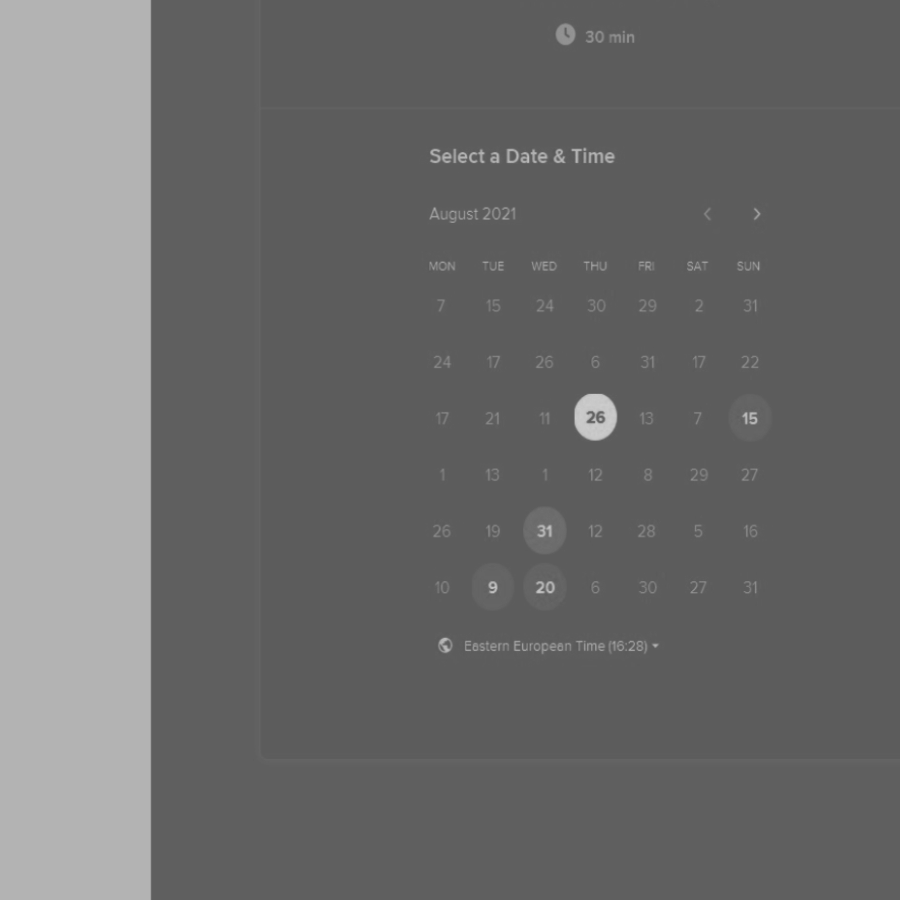 30 min
Select a Date & Time
August 2021
MON TUE WED THU FRI SAT SUN
7 15 24 30 29 2 31
24 17 26 6 31 17 22
17 21 11 26 13 7 15
1 13 1 12 8 29 27
26 19 31 12 28 5 16
10 9 20 6 30 27 31
Eastern European Time (16:28)